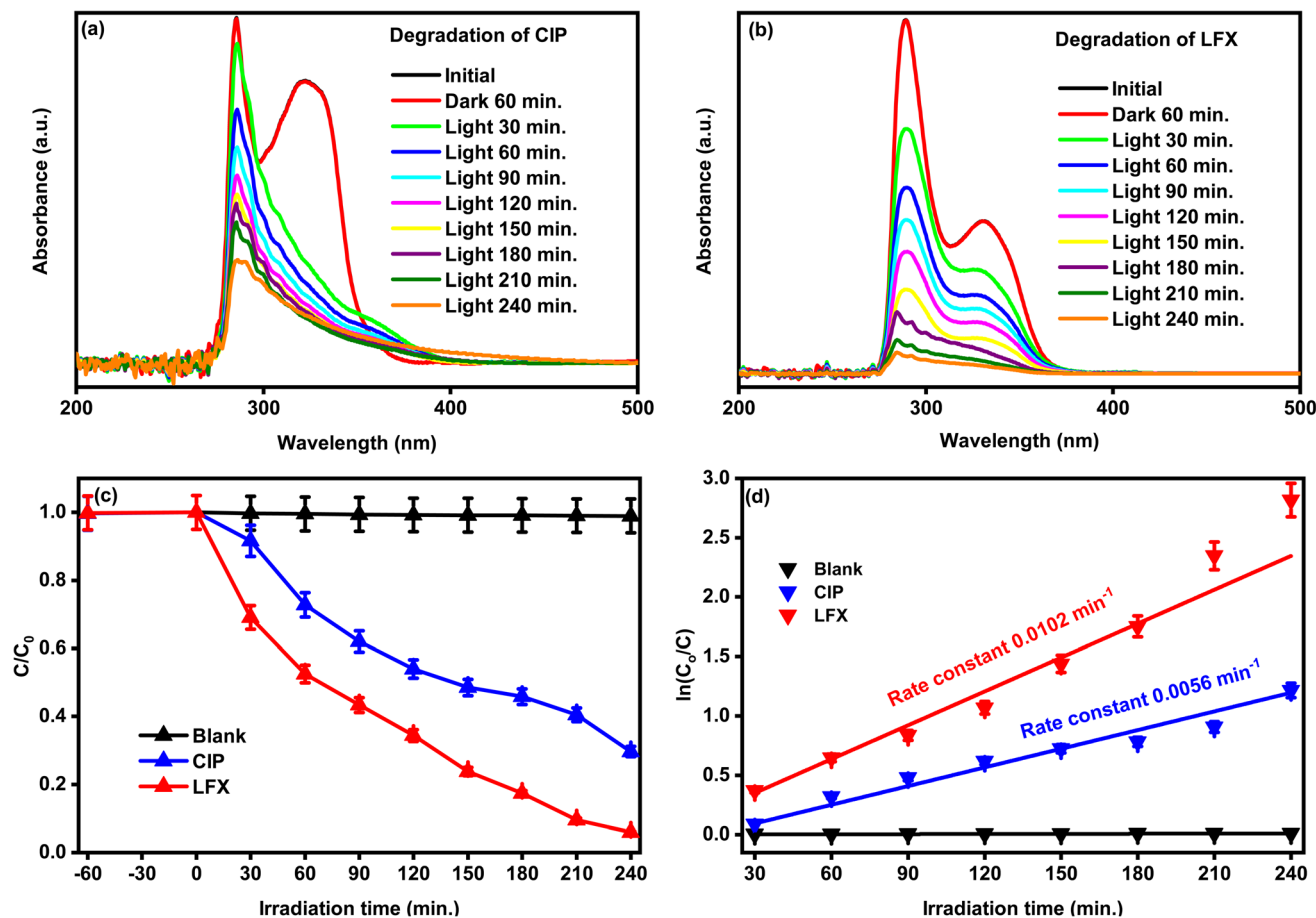 (a)
Degradation of CIP
Initial
Dark 60 min.
Light 30 min.
Light 60 min.
Light 90 min.
Light 120 min.
Light 150 min.
Light 180 min.
Light 210 min.
Light 240 min.
Absorbance (a.u.)
200 300 400 500
Wavelength (nm)
(b)
Degradation of LFX
Initial
Dark 60 min.
Light 30 min.
Light 60 min.
Light 90 min.
Light 120 min.
Light 150 min.
Light 180 min.
Light 210 min.
Light 240 min.
Absorbance (a.u.)
200 300 400 500
Wavelength (nm)
(c)
C/C₀
1.0
0.8
0.6
0.4
0.2
0.0
Blank
CIP
LFX
-60 -30 0 30 60 90 120 150 180 210 240
Irradiation time (min.)
(d)
ln(Cₒ/C)
3.0
2.5
2.0
1.5
1.0
0.5
0.0
Blank
CIP
LFX
Rate constant 0.0102 min⁻¹
Rate constant 0.0056 min⁻¹
30 60 90 120 150 180 210 240
Irradiation time (min.)